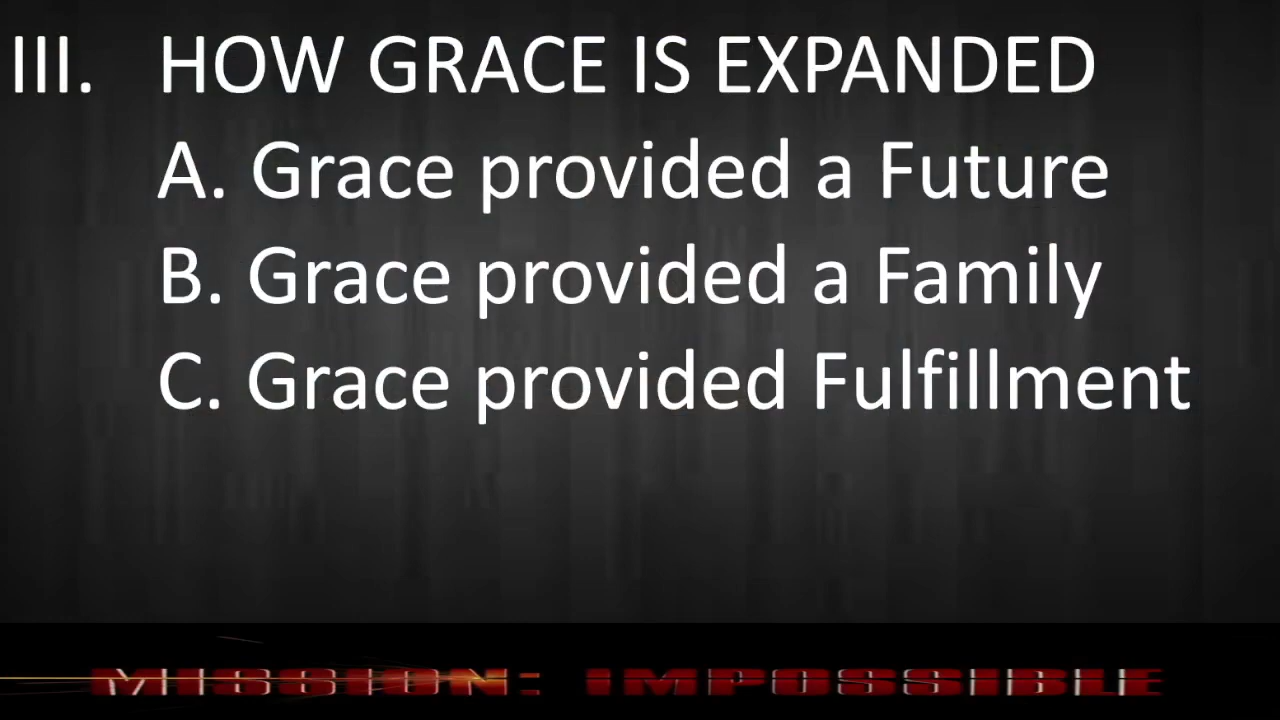 III. HOW GRACE IS EXPANDED
A. Grace provided a Future
B. Grace provided a Family
C. Grace provided Fulfillment
MISSION: IMPOSSIBLE